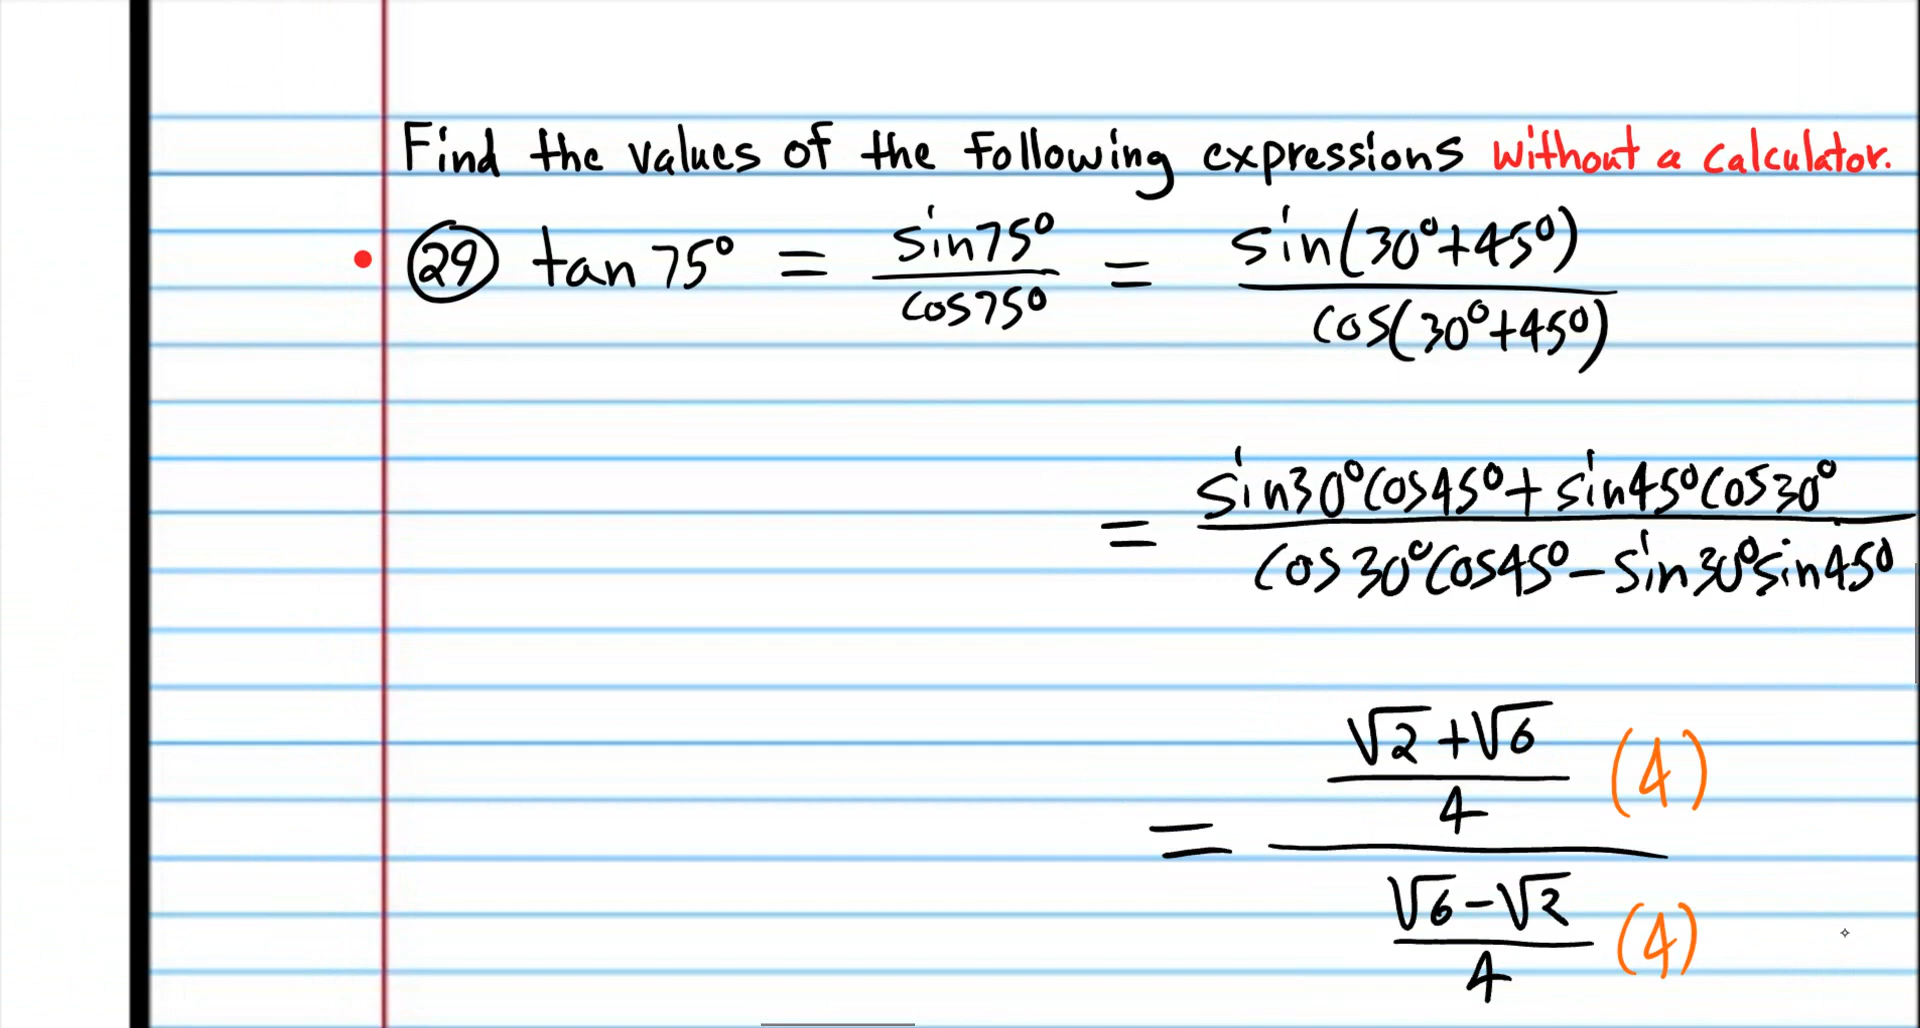 Find the values of the following expressions without a calculator.
29 tan 75° = sin75° / cos75° = sin(30°+45°) / cos(30°+45°)
= sin30°cos45° + sin45°cos30° / cos30°cos45° − sin30°sin45°
= √2 + √6 / 4 (4) / √6 − √2 / 4 (4)